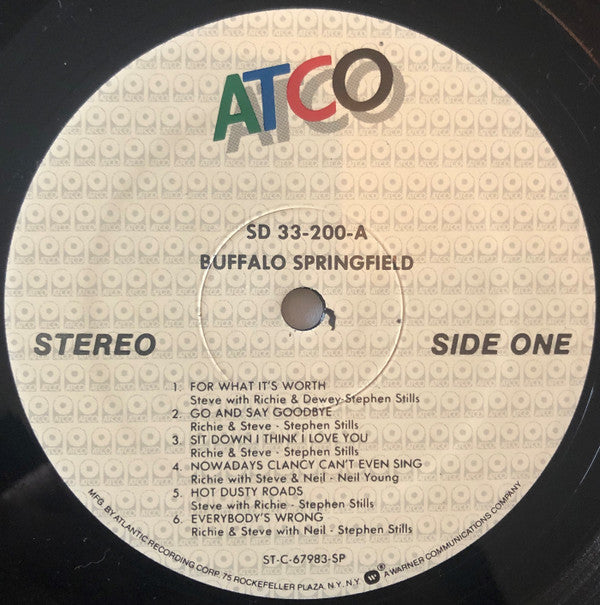 ATCO®
SD 33-200-A
BUFFALO SPRINGFIELD
STEREO
SIDE ONE
1. FOR WHAT IT'S WORTH
Steve with Richie & Dewey-Stephen Stills
2. GO AND SAY GOODBYE
Richie & Steve - Stephen Stills
3. SIT DOWN I THINK I LOVE YOU
Richie & Steve - Stephen Stills
4. NOWADAYS CLANCY CAN'T EVEN SING
Richie with Steve & Neil - Neil Young
5. HOT DUSTY ROADS
Steve with Richie - Stephen Stills
6. EVERYBODY'S WRONG
Richie & Steve with Neil - Stephen Stills
ST-C-67983-SP
MFG. BY ATLANTIC RECORDING CORP. 75 ROCKEFELLER PLAZA, N.Y., N.Y. W ® A WARNER COMMUNICATIONS COMPANY